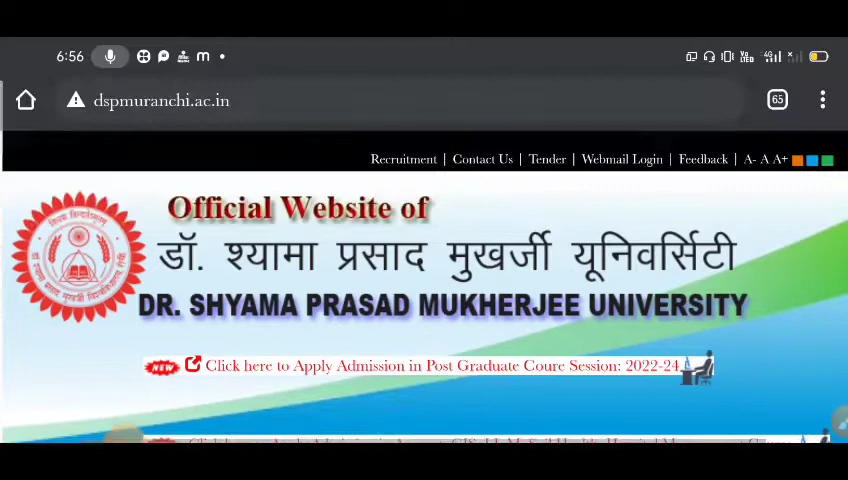 6:56
4G
dspmuranchi.ac.in
65
Recruitment | Contact Us | Tender | Webmail Login | Feedback | A- A A+
Official Website of
डॉ. श्यामा प्रसाद मुखर्जी यूनिवर्सिटी
DR. SHYAMA PRASAD MUKHERJEE UNIVERSITY
NEW Click here to Apply Admission in Post Graduate Coure Session: 2022-24